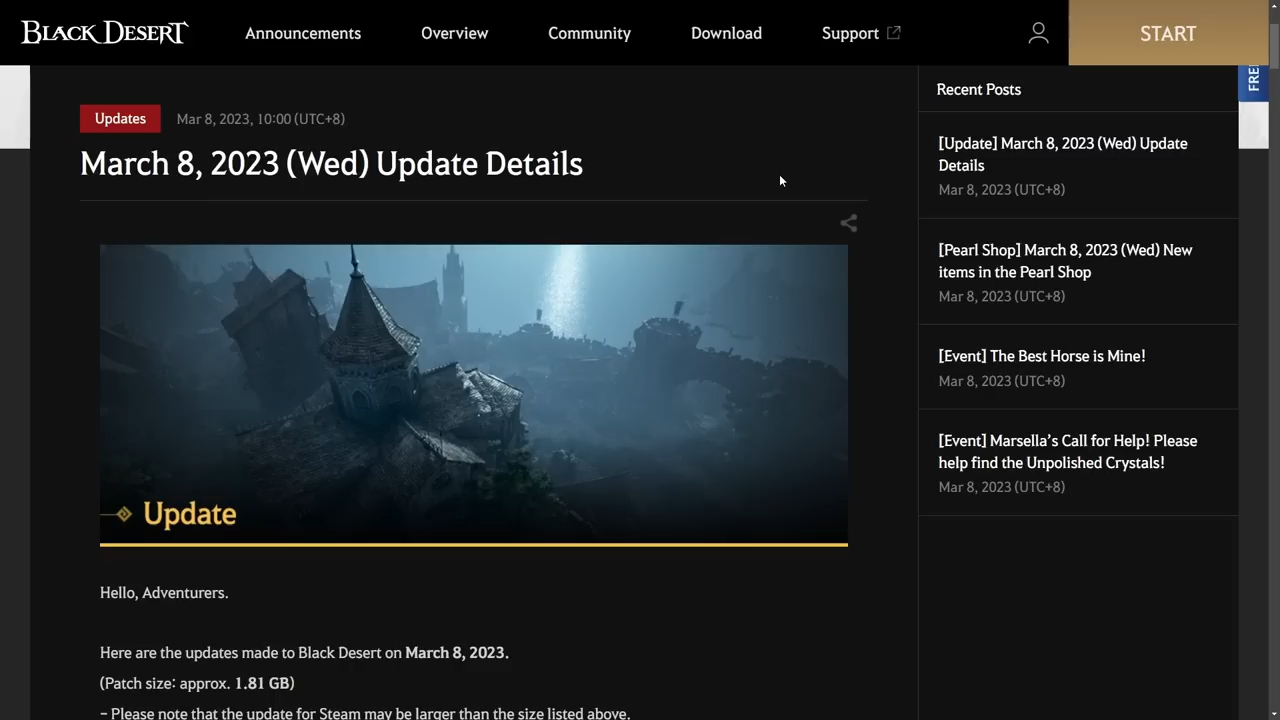 BLACK DESERT
Announcements
Overview
Community
Download
Support
START
FREE
Updates
Mar 8, 2023, 10:00 (UTC+8)
March 8, 2023 (Wed) Update Details
Update
Hello, Adventurers.
Here are the updates made to Black Desert on March 8, 2023.
(Patch size: approx. 1.81 GB)
– Please note that the update for Steam may be larger than the size listed above.
Recent Posts
[Update] March 8, 2023 (Wed) Update
Details
Mar 8, 2023 (UTC+8)
[Pearl Shop] March 8, 2023 (Wed) New
items in the Pearl Shop
Mar 8, 2023 (UTC+8)
[Event] The Best Horse is Mine!
Mar 8, 2023 (UTC+8)
[Event] Marsella’s Call for Help! Please
help find the Unpolished Crystals!
Mar 8, 2023 (UTC+8)